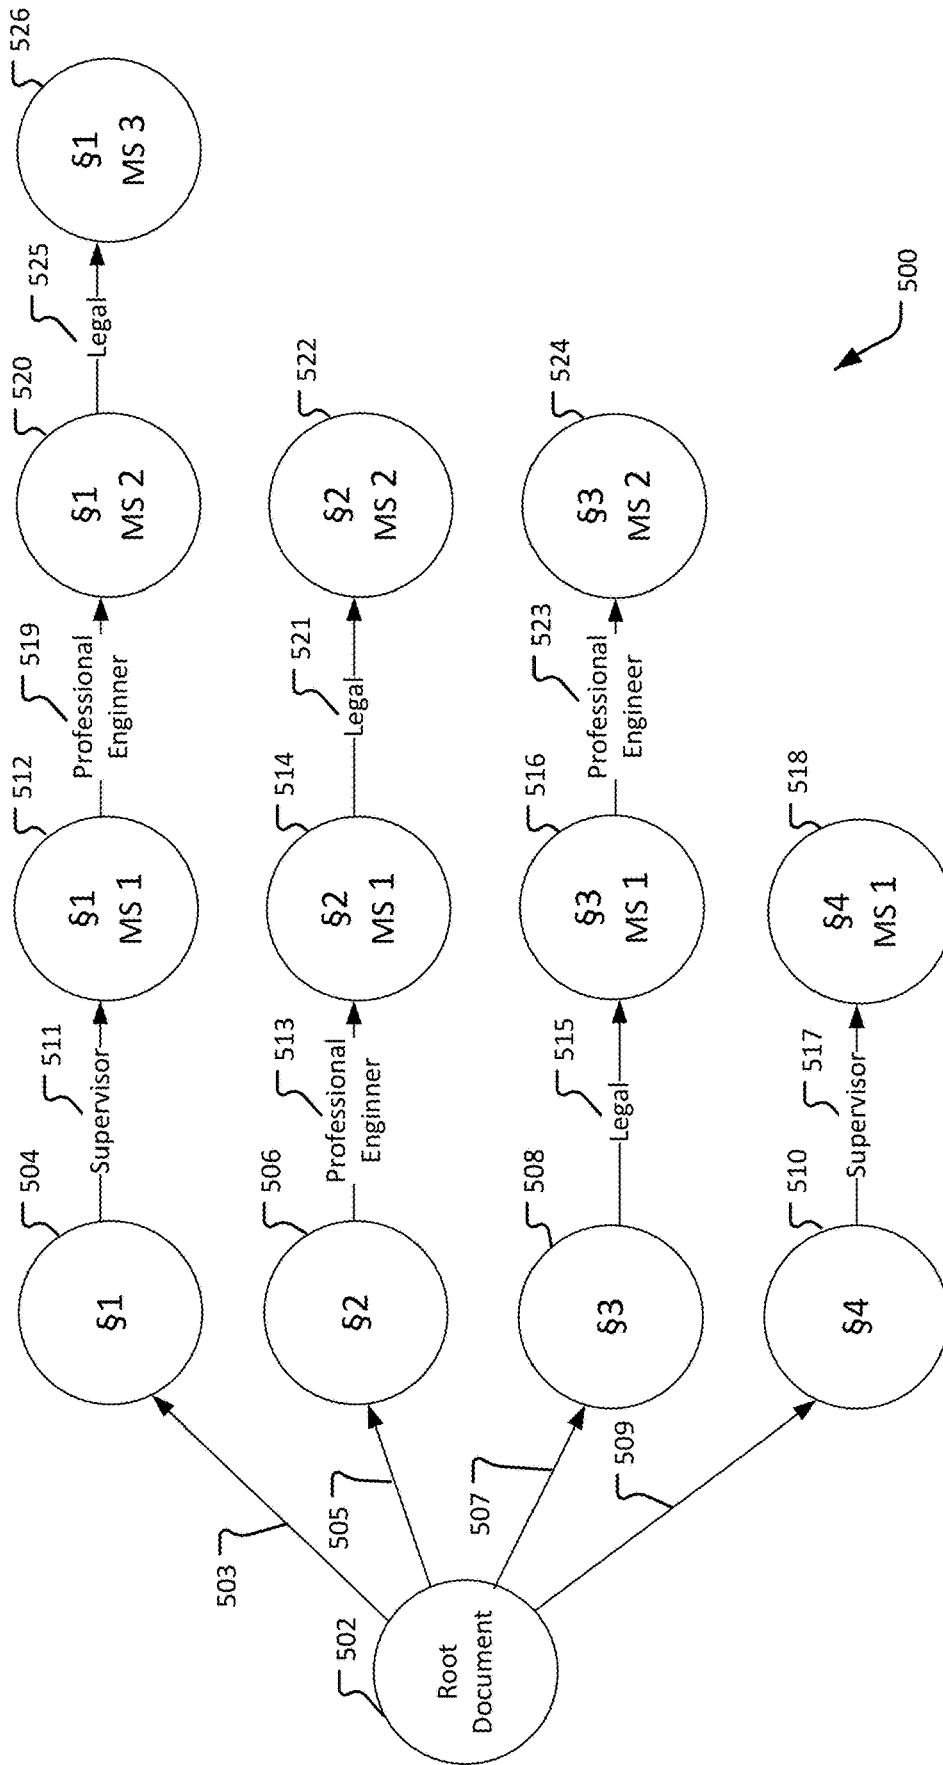 Root
Document
502
503
505
507
509
§1
504
Supervisor
511
§1
MS 1
512
Professional
Enginner
519
§1
MS 2
520
Legal
525
§1
MS 3
526
§2
506
Professional
Enginner
513
§2
MS 1
514
Legal
521
§2
MS 2
522
§3
508
Legal
515
§3
MS 1
516
Professional
Engineer
523
§3
MS 2
524
§4
510
Supervisor
517
§4
MS 1
518
500